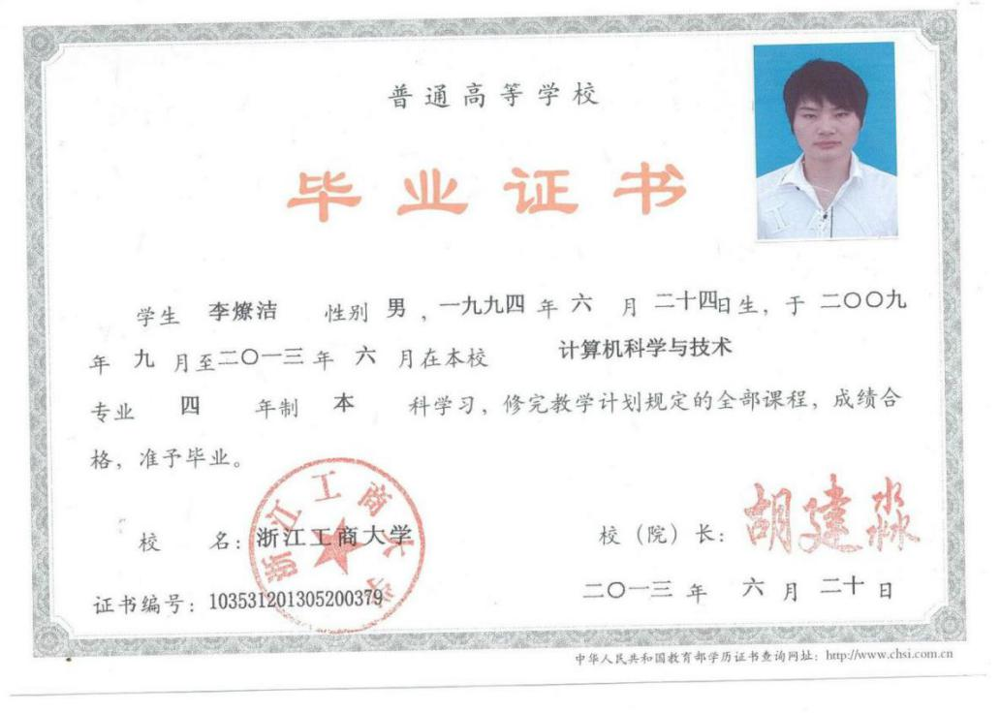 普通高等学校
毕业证书
学生 李燎洁 性别 男，一九九四年 六 月 二十四日生，于 二〇〇九
年 九 月至二〇一三年 六 月在本校 计算机科学与技术
专业 四 年制 本 科学习，修完教学计划规定的全部课程，成绩合
格，准予毕业。
校 名：浙江工商大学
浙江工商大学
校（院）长：胡建淼
证书编号：103531201305200379
二〇一三年 六 月 二十日
中华人民共和国教育部学历证书查询网址：http://www.chsi.com.cn